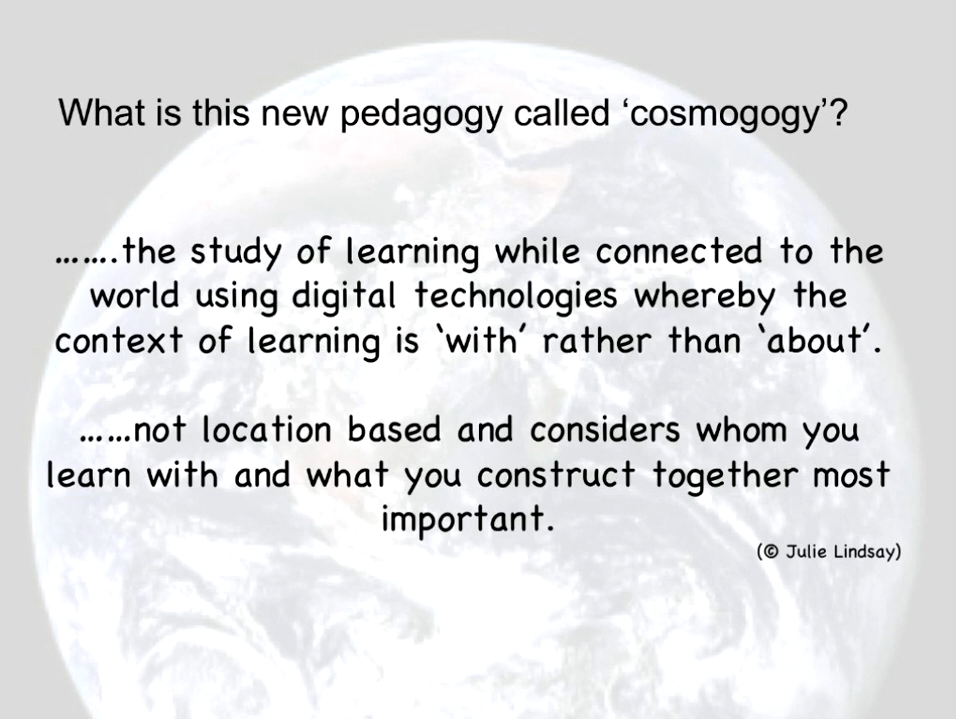 What is this new pedagogy called ‘cosmogogy’?
…….the study of learning while connected to the
world using digital technologies whereby the
context of learning is ‘with’ rather than ‘about’.
……not location based and considers whom you
learn with and what you construct together most
important.
(© Julie Lindsay)